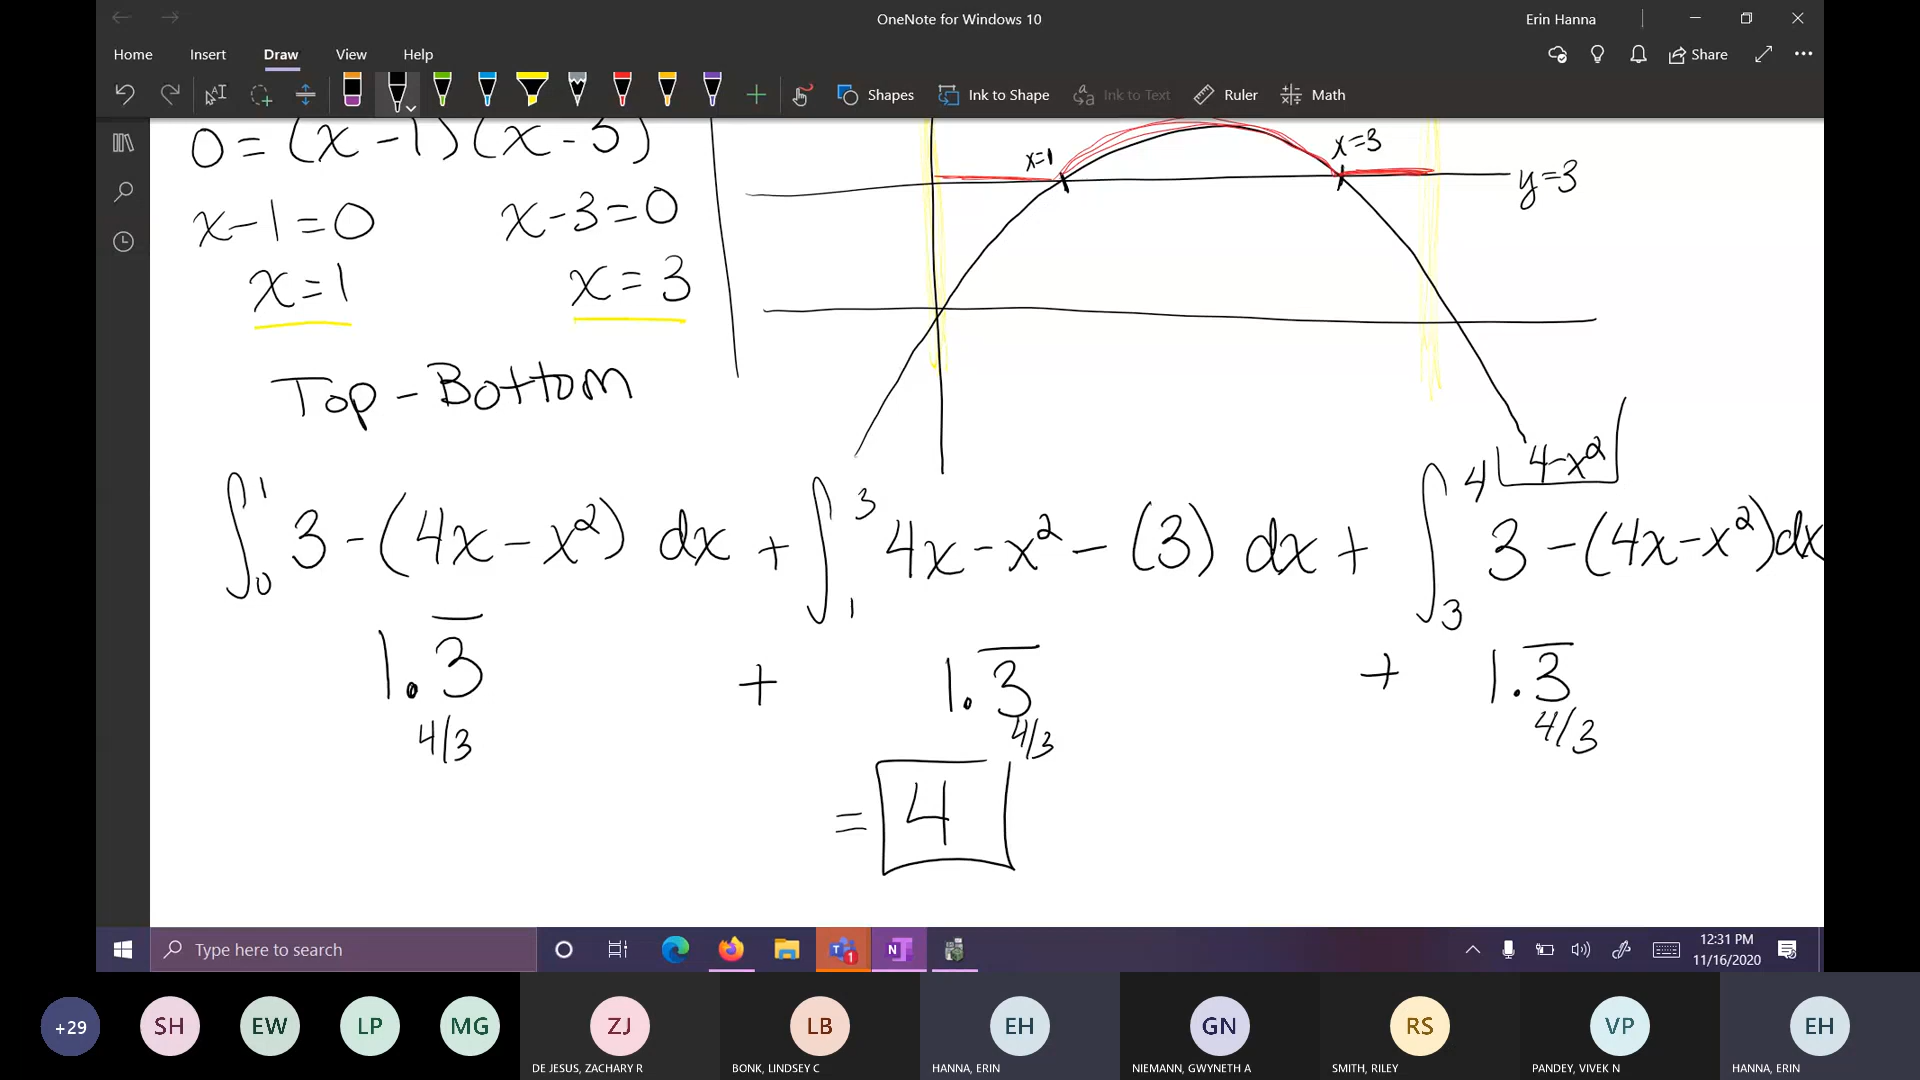 OneNote for Windows 10
Erin Hanna
Home Insert Draw View Help
Share
Shapes Ink to Shape Ink to Text Ruler Math
0 = (x - 1)(x - 3)
x - 1 = 0 x - 3 = 0
x = 1 x = 3
x=1
x=3
y=3
Top - Bottom
4-x²
∫₀¹ 3 - (4x - x²) dx + ∫₁³ 4x - x² - (3) dx + ∫₃⁴ 3 - (4x - x²) dx
1.3̅ + 1.3̅ + 1.3̅
4/3 4/3 4/3
= 4
Type here to search
1
N
12:31 PM
11/16/2020
+29 SH EW LP MG ZJ LB EH GN RS VP EH
DE JESUS, ZACHARY R BONK, LINDSEY C HANNA, ERIN NIEMANN, GWYNETH A SMITH, RILEY PANDEY, VIVEK N HANNA, ERIN